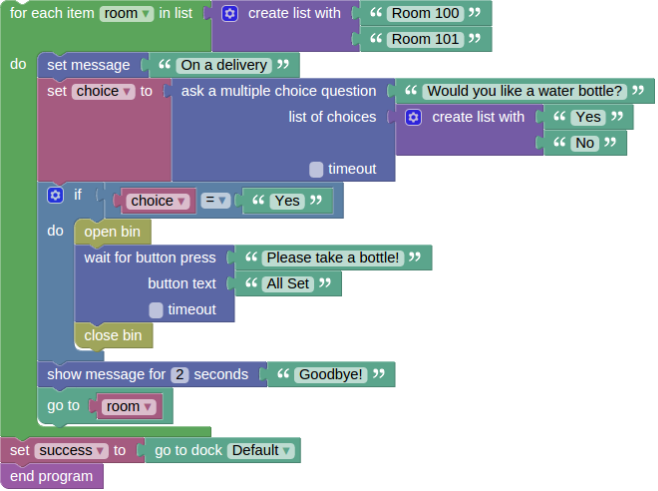 for each item room ▾ in list create list with “ Room 100 ”
“ Room 101 ”
do set message “ On a delivery ”
set choice ▾ to ask a multiple choice question “ Would you like a water bottle? ”
list of choices create list with “ Yes ”
“ No ”
timeout
if choice ▾ = ▾ “ Yes ”
do open bin
wait for button press “ Please take a bottle! ”
button text “ All Set ”
timeout
close bin
show message for 2 seconds “ Goodbye! ”
go to room ▾
set success ▾ to go to dock Default ▾
end program